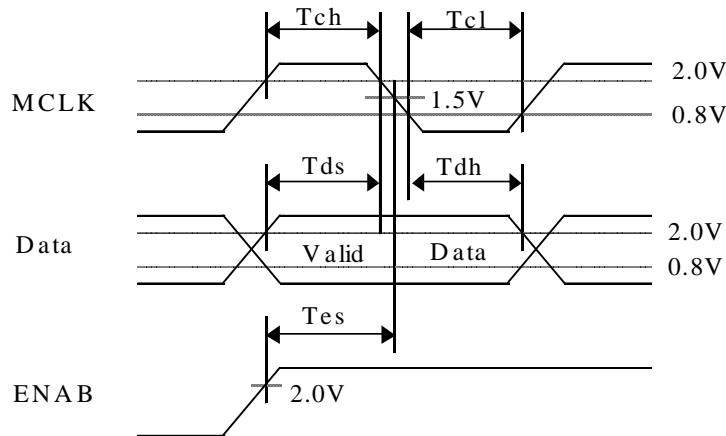 Tch Tcl
2.0V
MCLK 1.5V
0.8V
Tds Tdh
Data Valid Data 2.0V
0.8V
Tes
ENAB 2.0V